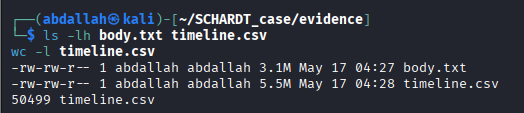 ┌──(abdallah㉿kali)-[~/SCHARDT_case/evidence]
└─$ ls -lh body.txt timeline.csv
wc -l timeline.csv
-rw-rw-r-- 1 abdallah abdallah 3.1M May 17 04:27 body.txt
-rw-rw-r-- 1 abdallah abdallah 5.5M May 17 04:28 timeline.csv
50499 timeline.csv